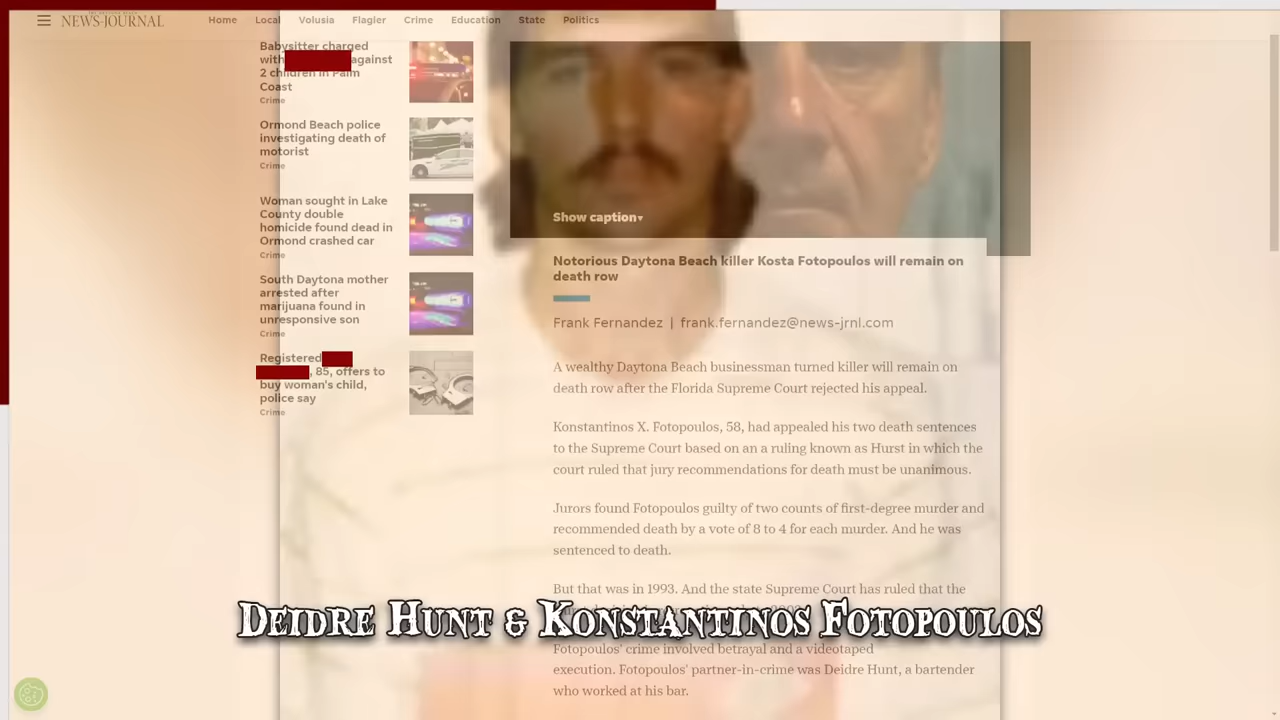 THE DAYTONA BEACH
NEWS-JOURNAL
Home Local Volusia Flagler Crime Education State Politics
Babysitter charged
with against
2 children in Palm
Coast
Crime
Ormond Beach police
investigating death of
motorist
Crime
Woman sought in Lake
County double
homicide found dead in
Ormond crashed car
Crime
South Daytona mother
arrested after
marijuana found in
unresponsive son
Crime
Registered
, 85, offers to
buy woman's child,
police say
Crime
Show caption
Notorious Daytona Beach killer Kosta Fotopoulos will remain on
death row
Frank Fernandez | frank.fernandez@news-jrnl.com
A wealthy Daytona Beach businessman turned killer will remain on
death row after the Florida Supreme Court rejected his appeal.
Konstantinos X. Fotopoulos, 58, had appealed his two death sentences
to the Supreme Court based on an a ruling known as Hurst in which the
court ruled that jury recommendations for death must be unanimous.
Jurors found Fotopoulos guilty of two counts of first-degree murder and
recommended death by a vote of 8 to 4 for each murder. And he was
sentenced to death.
But that was in 1993. And the state Supreme Court has ruled that the
Deidre Hunt & Konstantinos Fotopoulos
Fotopoulos' crime involved betrayal and a videotaped
execution. Fotopoulos' partner-in-crime was Deidre Hunt, a bartender
who worked at his bar.